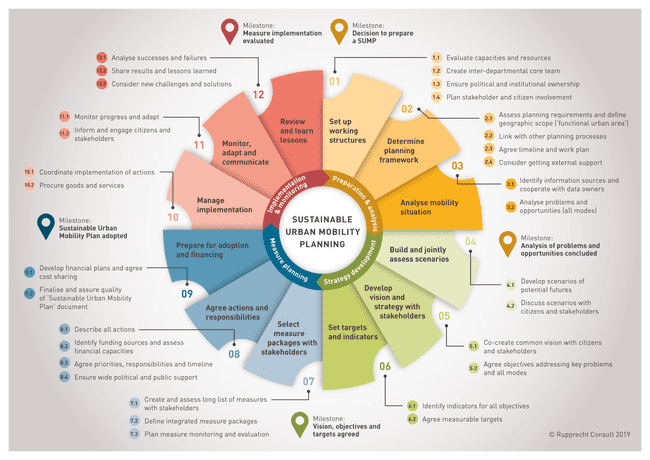 Milestone:
Measure implementation
evaluated
Milestone:
Decision to prepare
a SUMP
12.1 Analyse successes and failures
12.2 Share results and lessons learned
12.3 Consider new challenges and solutions
1.1 Evaluate capacities and resources
1.2 Create inter-departmental core team
1.3 Ensure political and institutional ownership
1.4 Plan stakeholder and citizen involvement
11.1 Monitor progress and adapt
11.2 Inform and engage citizens and
stakeholders
2.1 Assess planning requirements and define
geographic scope ('functional urban area')
2.2 Link with other planning processes
2.3 Agree timeline and work plan
2.4 Consider getting external support
10.1 Coordinate implementation of actions
10.2 Procure goods and services
3.1 Identify information sources and
cooperate with data owners
3.2 Analyse problems and
opportunities (all modes)
Milestone:
Sustainable Urban
Mobility Plan adopted
Milestone:
Analysis of problems and
opportunities concluded
9.1 Develop financial plans and agree
cost sharing
9.2 Finalise and assure quality
of 'Sustainable Urban Mobility
Plan' document
4.1 Develop scenarios of
potential futures
4.2 Discuss scenarios with
citizens and stakeholders
8.1 Describe all actions
8.2 Identify funding sources and assess
financial capacities
8.3 Agree priorities, responsibilities and timeline
8.4 Ensure wide political and public support
5.1 Co-create common vision with citizens
and stakeholders
5.2 Agree objectives addressing key problems
and all modes
7.1 Create and assess long list of measures
with stakeholders
7.2 Define integrated measure packages
7.3 Plan measure monitoring and evaluation
Milestone:
Vision, objectives and
targets agreed
6.1 Identify indicators for all objectives
6.2 Agree measurable targets
01
Set up
working
structures
02
Determine
planning
framework
03
Analyse mobility
situation
04
Build and jointly
assess scenarios
05
Develop
vision and
strategy with
stakeholders
06
Set targets
and indicators
07
Select
measure
packages with
stakeholders
08
Agree actions and
responsibilities
09
Prepare for adoption
and financing
10
Manage
implementation
11
Monitor,
adapt and
communicate
12
Review
and learn
lessons
Preparation & analysis
Strategy development
Measure planning
Implementation
& monitoring
SUSTAINABLE
URBAN MOBILITY
PLANNING
© Rupprecht Consult 2019